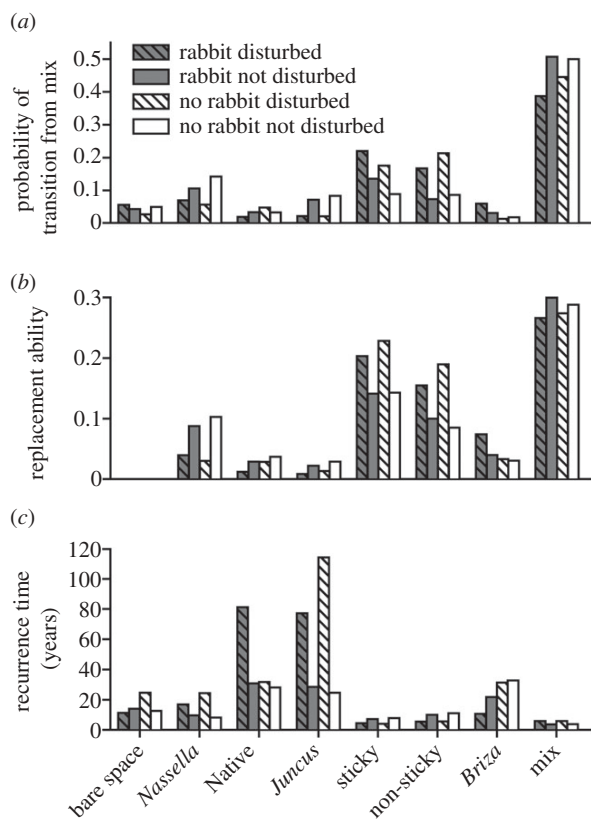 (a)
probability of
transition from mix
0.5
0.4
0.3
0.2
0.1
0
rabbit disturbed
rabbit not disturbed
no rabbit disturbed
no rabbit not disturbed
(b)
replacement ability
0.3
0.2
0.1
0
(c)
recurrence time
(years)
120
100
80
60
40
20
0
bare space
Nassella
Native
Juncus
sticky
non-sticky
Briza
mix